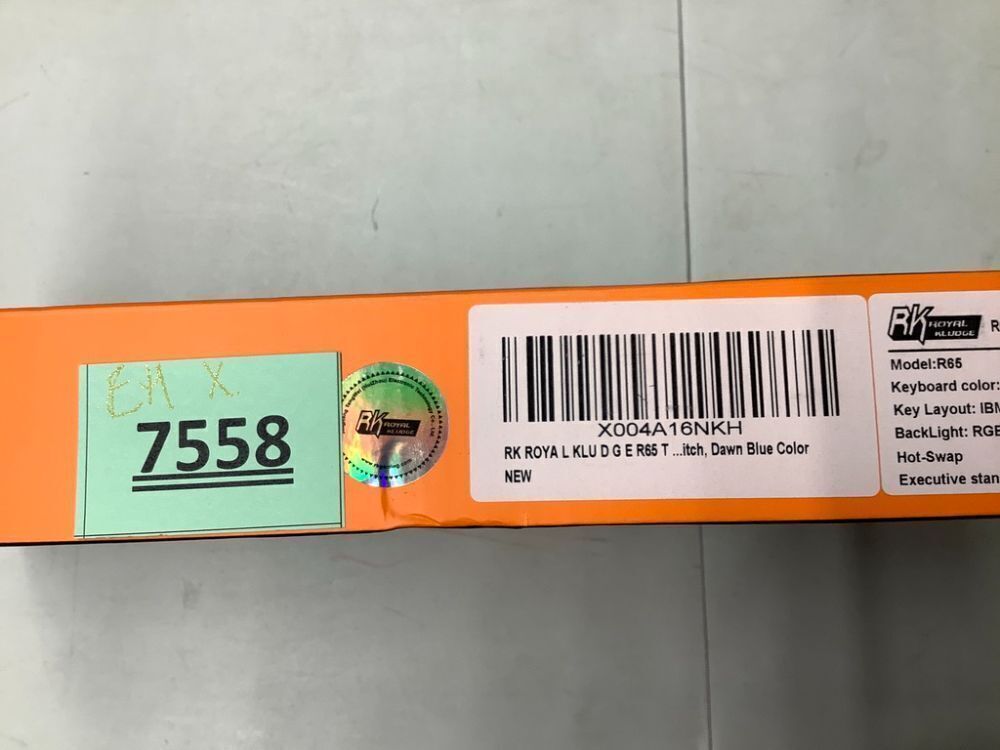 EM X
7558
RK ROYAL
KLUDGE
X004A16NKH
RK ROYA L KLU D G E R65 T ...itch, Dawn Blue Color
NEW
RK ROYAL
KLUDGE
R
Model:R65
Keyboard color:
Key Layout: IBM
BackLight: RGB
Hot-Swap
Executive stan